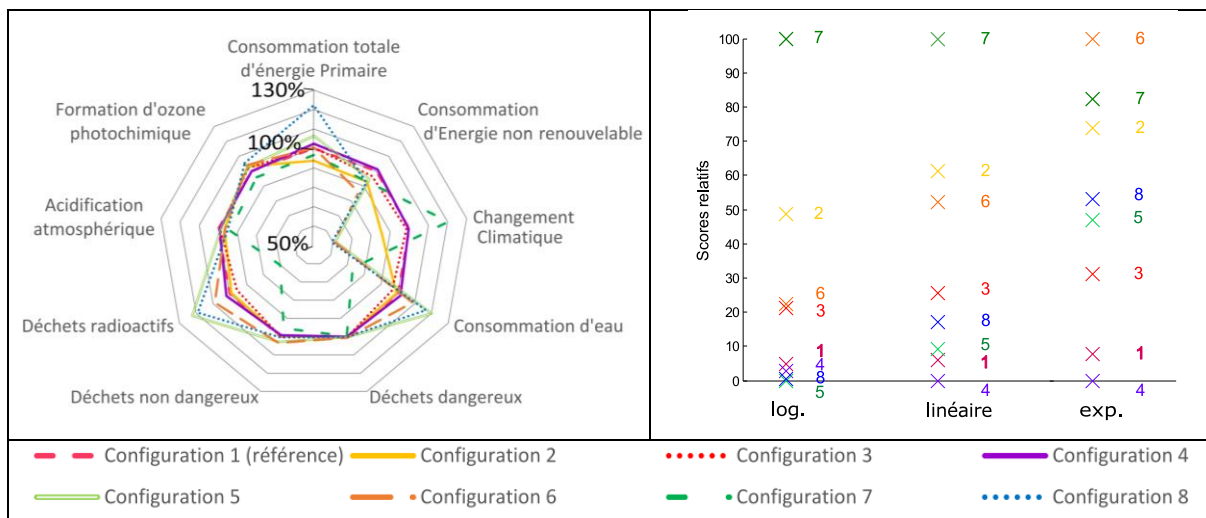 Consommation totale
d'énergie Primaire
130%
Formation d'ozone
photochimique
Consommation
d'Energie non renouvelable
100%
Acidification
atmosphérique
Changement
Climatique
50%
Déchets radioactifs
Consommation d'eau
Déchets non dangereux
Déchets dangereux
Scores relatifs
100
90
80
70
60
50
40
30
20
10
0
7
2
6
3
1
4
8
5
log.
7
2
6
3
8
5
1
4
linéaire
6
7
2
8
5
3
1
4
exp.
Configuration 1 (référence)
Configuration 2
Configuration 3
Configuration 4
Configuration 5
Configuration 6
Configuration 7
Configuration 8